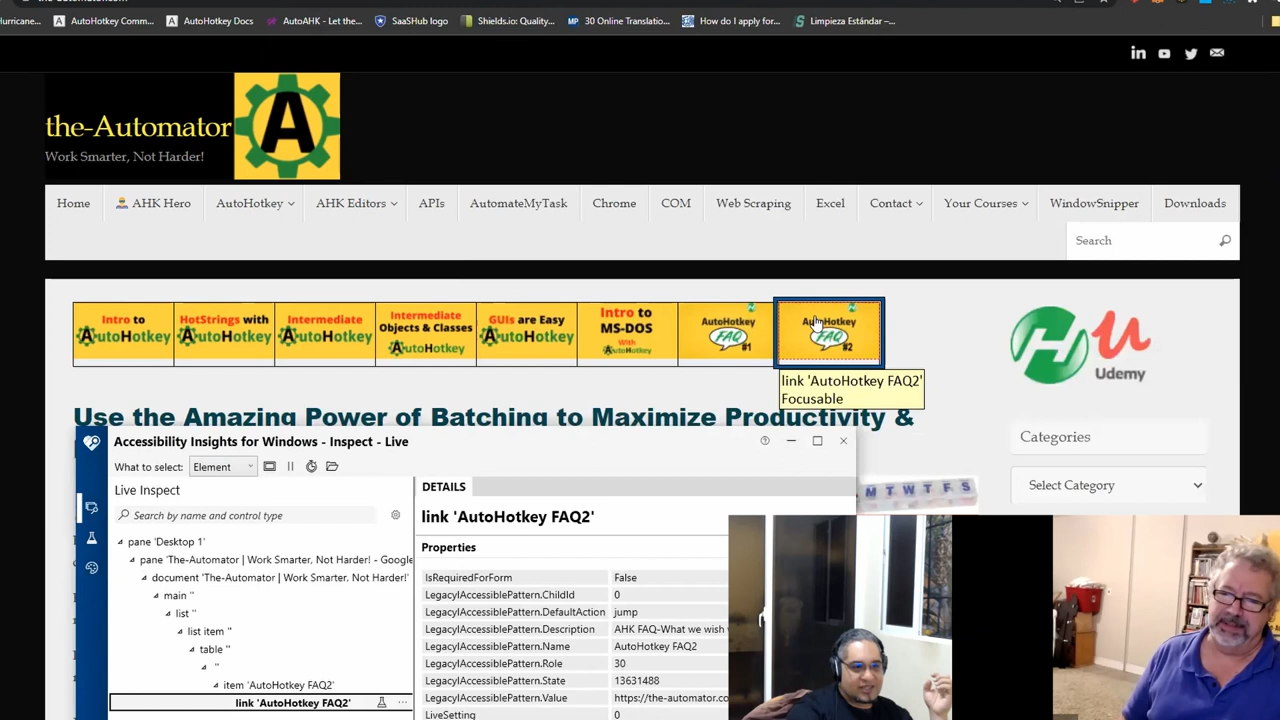 the-automator.com
Hurricane...
AutoHotkey Comm...
AutoHotkey Docs
AutoAHK - Let the...
SaaSHub logo
Shields.io: Quality...
MP 30 Online Translatio...
How do I apply for...
Limpieza Estándar –...
the-Automator
Work Smarter, Not Harder!
A
Home
AHK Hero
AutoHotkey
AHK Editors
APIs
AutomateMyTask
Chrome
COM
Web Scraping
Excel
Contact
Your Courses
WindowSnipper
Downloads
Search
Intro to
AutoHotkey
HotStrings with
AutoHotkey
Intermediate
AutoHotkey
Intermediate
Objects & Classes
AutoHotkey
GUIs are Easy
AutoHotkey
Intro to
MS-DOS
With
AutoHotkey
AutoHotkey
FAQ
#1
AutoHotkey
FAQ
#2
link 'AutoHotkey FAQ2'
Focusable
Udemy
Use the Amazing Power of Batching to Maximize Productivity &
Categories
Select Category
M T W T F S
Accessibility Insights for Windows - Inspect - Live
What to select: Element
Live Inspect
Search by name and control type
pane 'Desktop 1'
pane 'The-Automator | Work Smarter, Not Harder! - Google
document 'The-Automator | Work Smarter, Not Harder!'
main ''
list ''
list item ''
table ''
''
item 'AutoHotkey FAQ2'
link 'AutoHotkey FAQ2'
DETAILS
link 'AutoHotkey FAQ2'
Properties
IsRequiredForForm False
LegacyIAccessiblePattern.ChildId 0
LegacyIAccessiblePattern.DefaultAction jump
LegacyIAccessiblePattern.Description AHK FAQ-What we wish
LegacyIAccessiblePattern.Name AutoHotkey FAQ2
LegacyIAccessiblePattern.Role 30
LegacyIAccessiblePattern.State 13631488
LegacyIAccessiblePattern.Value https://the-automator.co
LiveSetting 0